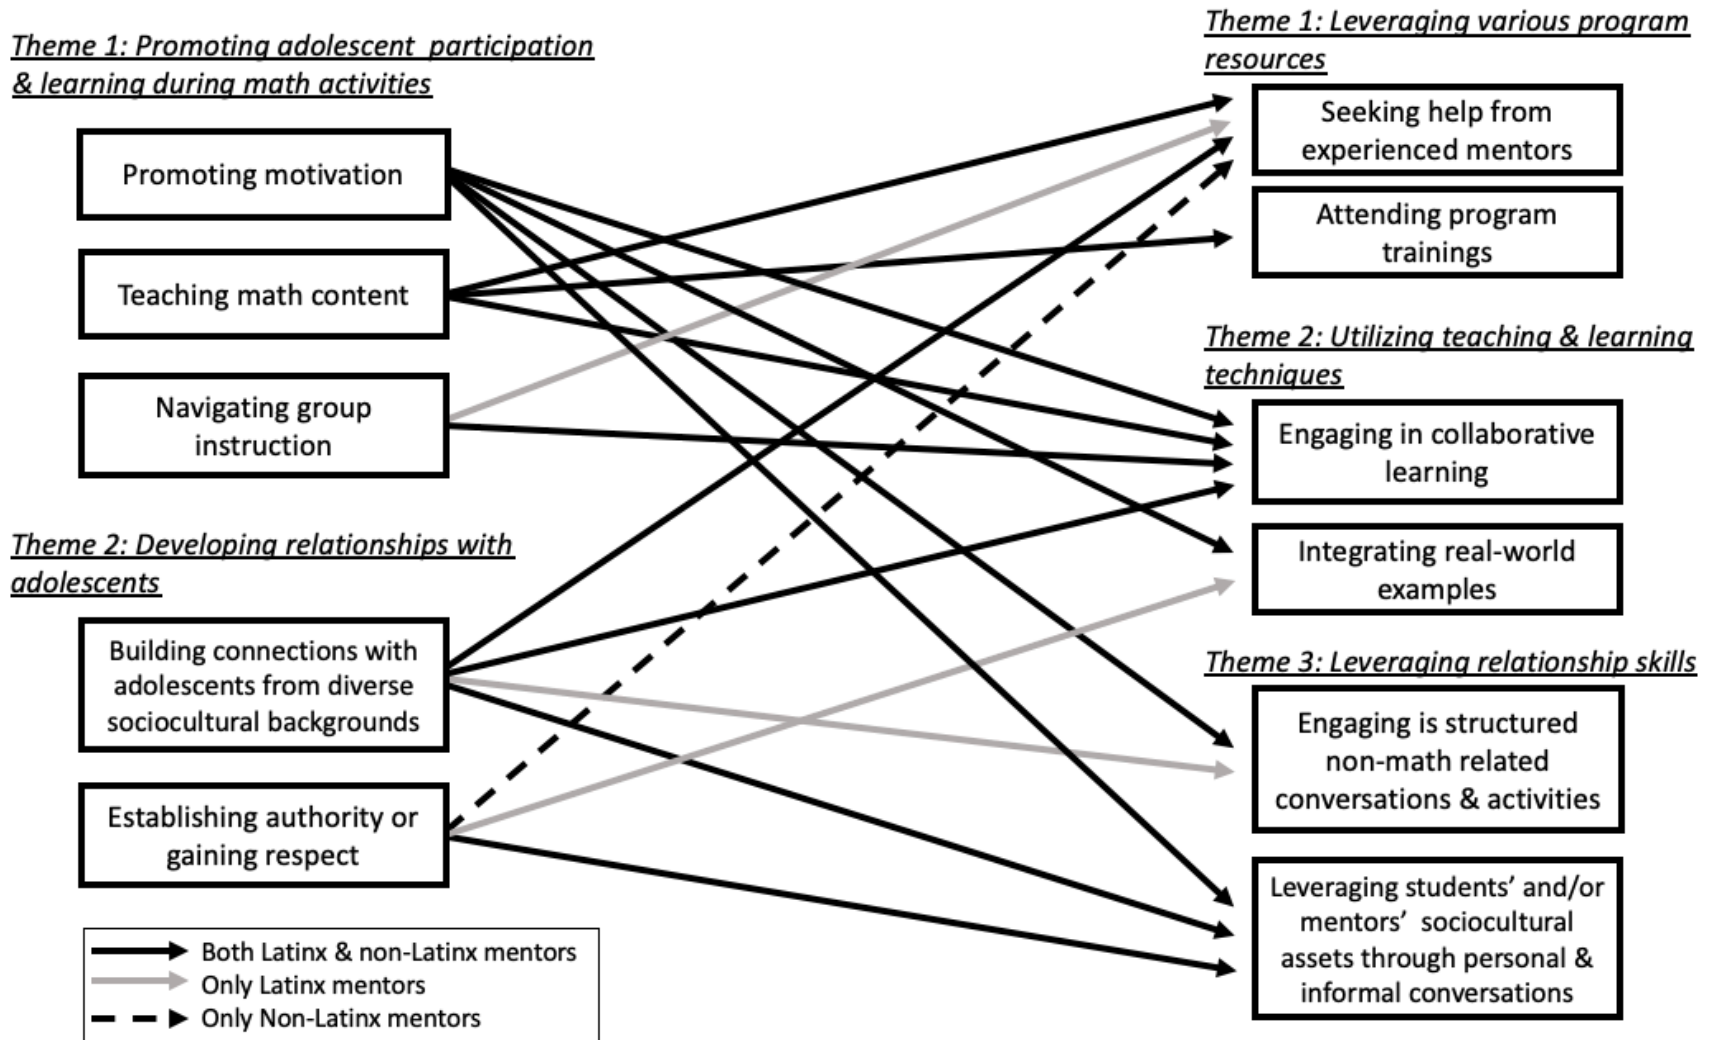 Theme 1: Promoting adolescent participation
& learning during math activities
Promoting motivation
Teaching math content
Navigating group
instruction
Theme 2: Developing relationships with
adolescents
Building connections with
adolescents from diverse
sociocultural backgrounds
Establishing authority or
gaining respect
Both Latinx & non-Latinx mentors
Only Latinx mentors
Only Non-Latinx mentors
Theme 1: Leveraging various program
resources
Seeking help from
experienced mentors
Attending program
trainings
Theme 2: Utilizing teaching & learning
techniques
Engaging in collaborative
learning
Integrating real-world
examples
Theme 3: Leveraging relationship skills
Engaging is structured
non-math related
conversations & activities
Leveraging students’ and/or
mentors’ sociocultural
assets through personal &
informal conversations